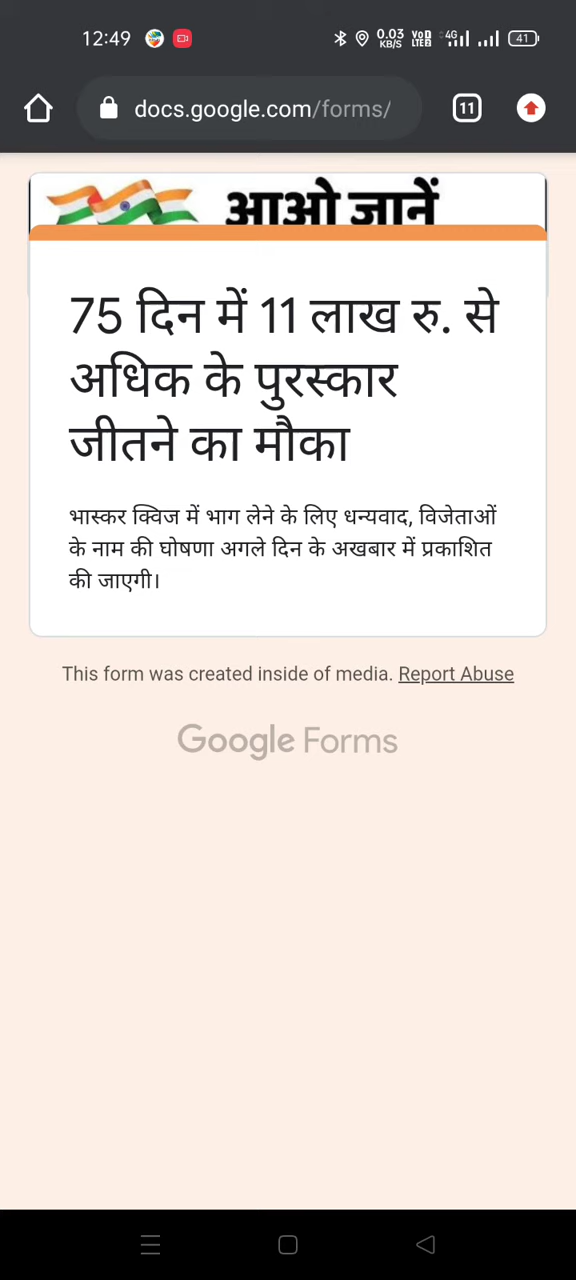 12:49
0.03 KB/S
VoD LTE 2
4G
41
docs.google.com/forms/
11
आओ जानें
75 दिन में 11 लाख रु. से
अधिक के पुरस्कार
जीतने का मौका
भास्कर क्विज में भाग लेने के लिए धन्यवाद, विजेताओं
के नाम की घोषणा अगले दिन के अखबार में प्रकाशित
की जाएगी।
This form was created inside of media. Report Abuse
Google Forms